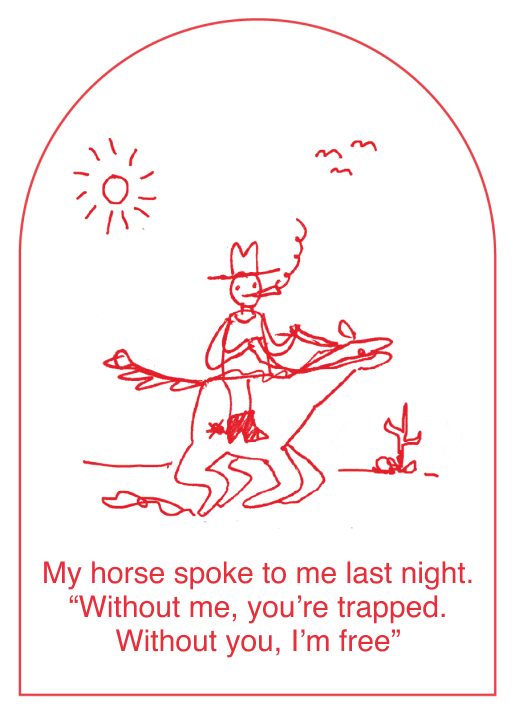 My horse spoke to me last night.
“Without me, you’re trapped.
Without you, I’m free”